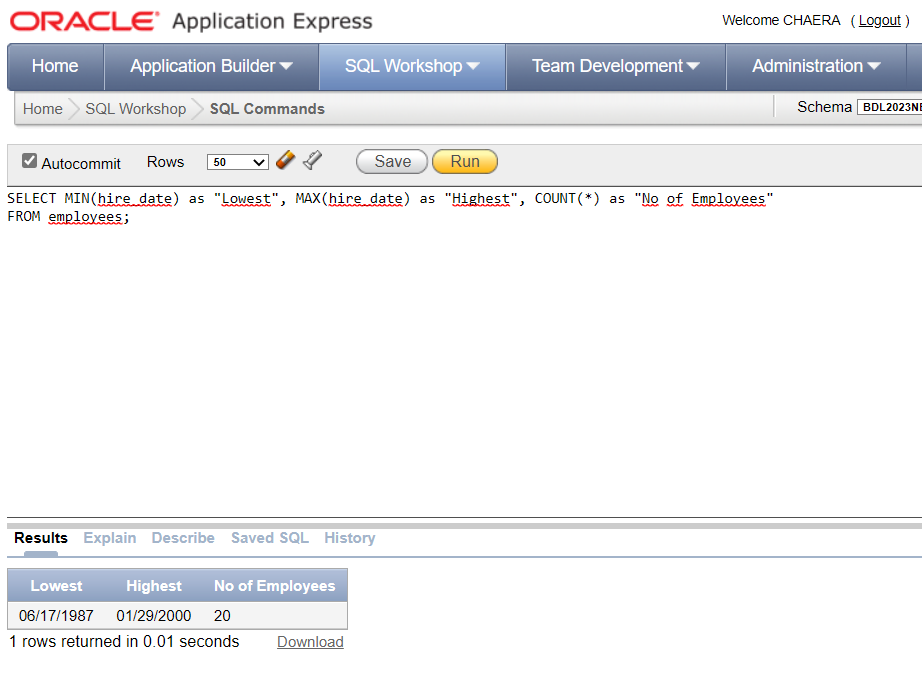 ORACLE Application Express
Welcome CHAERA ( Logout )
Home Application Builder SQL Workshop Team Development Administration
Home SQL Workshop SQL Commands
Schema BDL2023N
Autocommit Rows 50 Save Run
SELECT MIN(hire_date) as "Lowest", MAX(hire_date) as "Highest", COUNT(*) as "No of Employees"
FROM employees;
Results Explain Describe Saved SQL History
Lowest Highest No of Employees
06/17/1987 01/29/2000 20
1 rows returned in 0.01 seconds Download